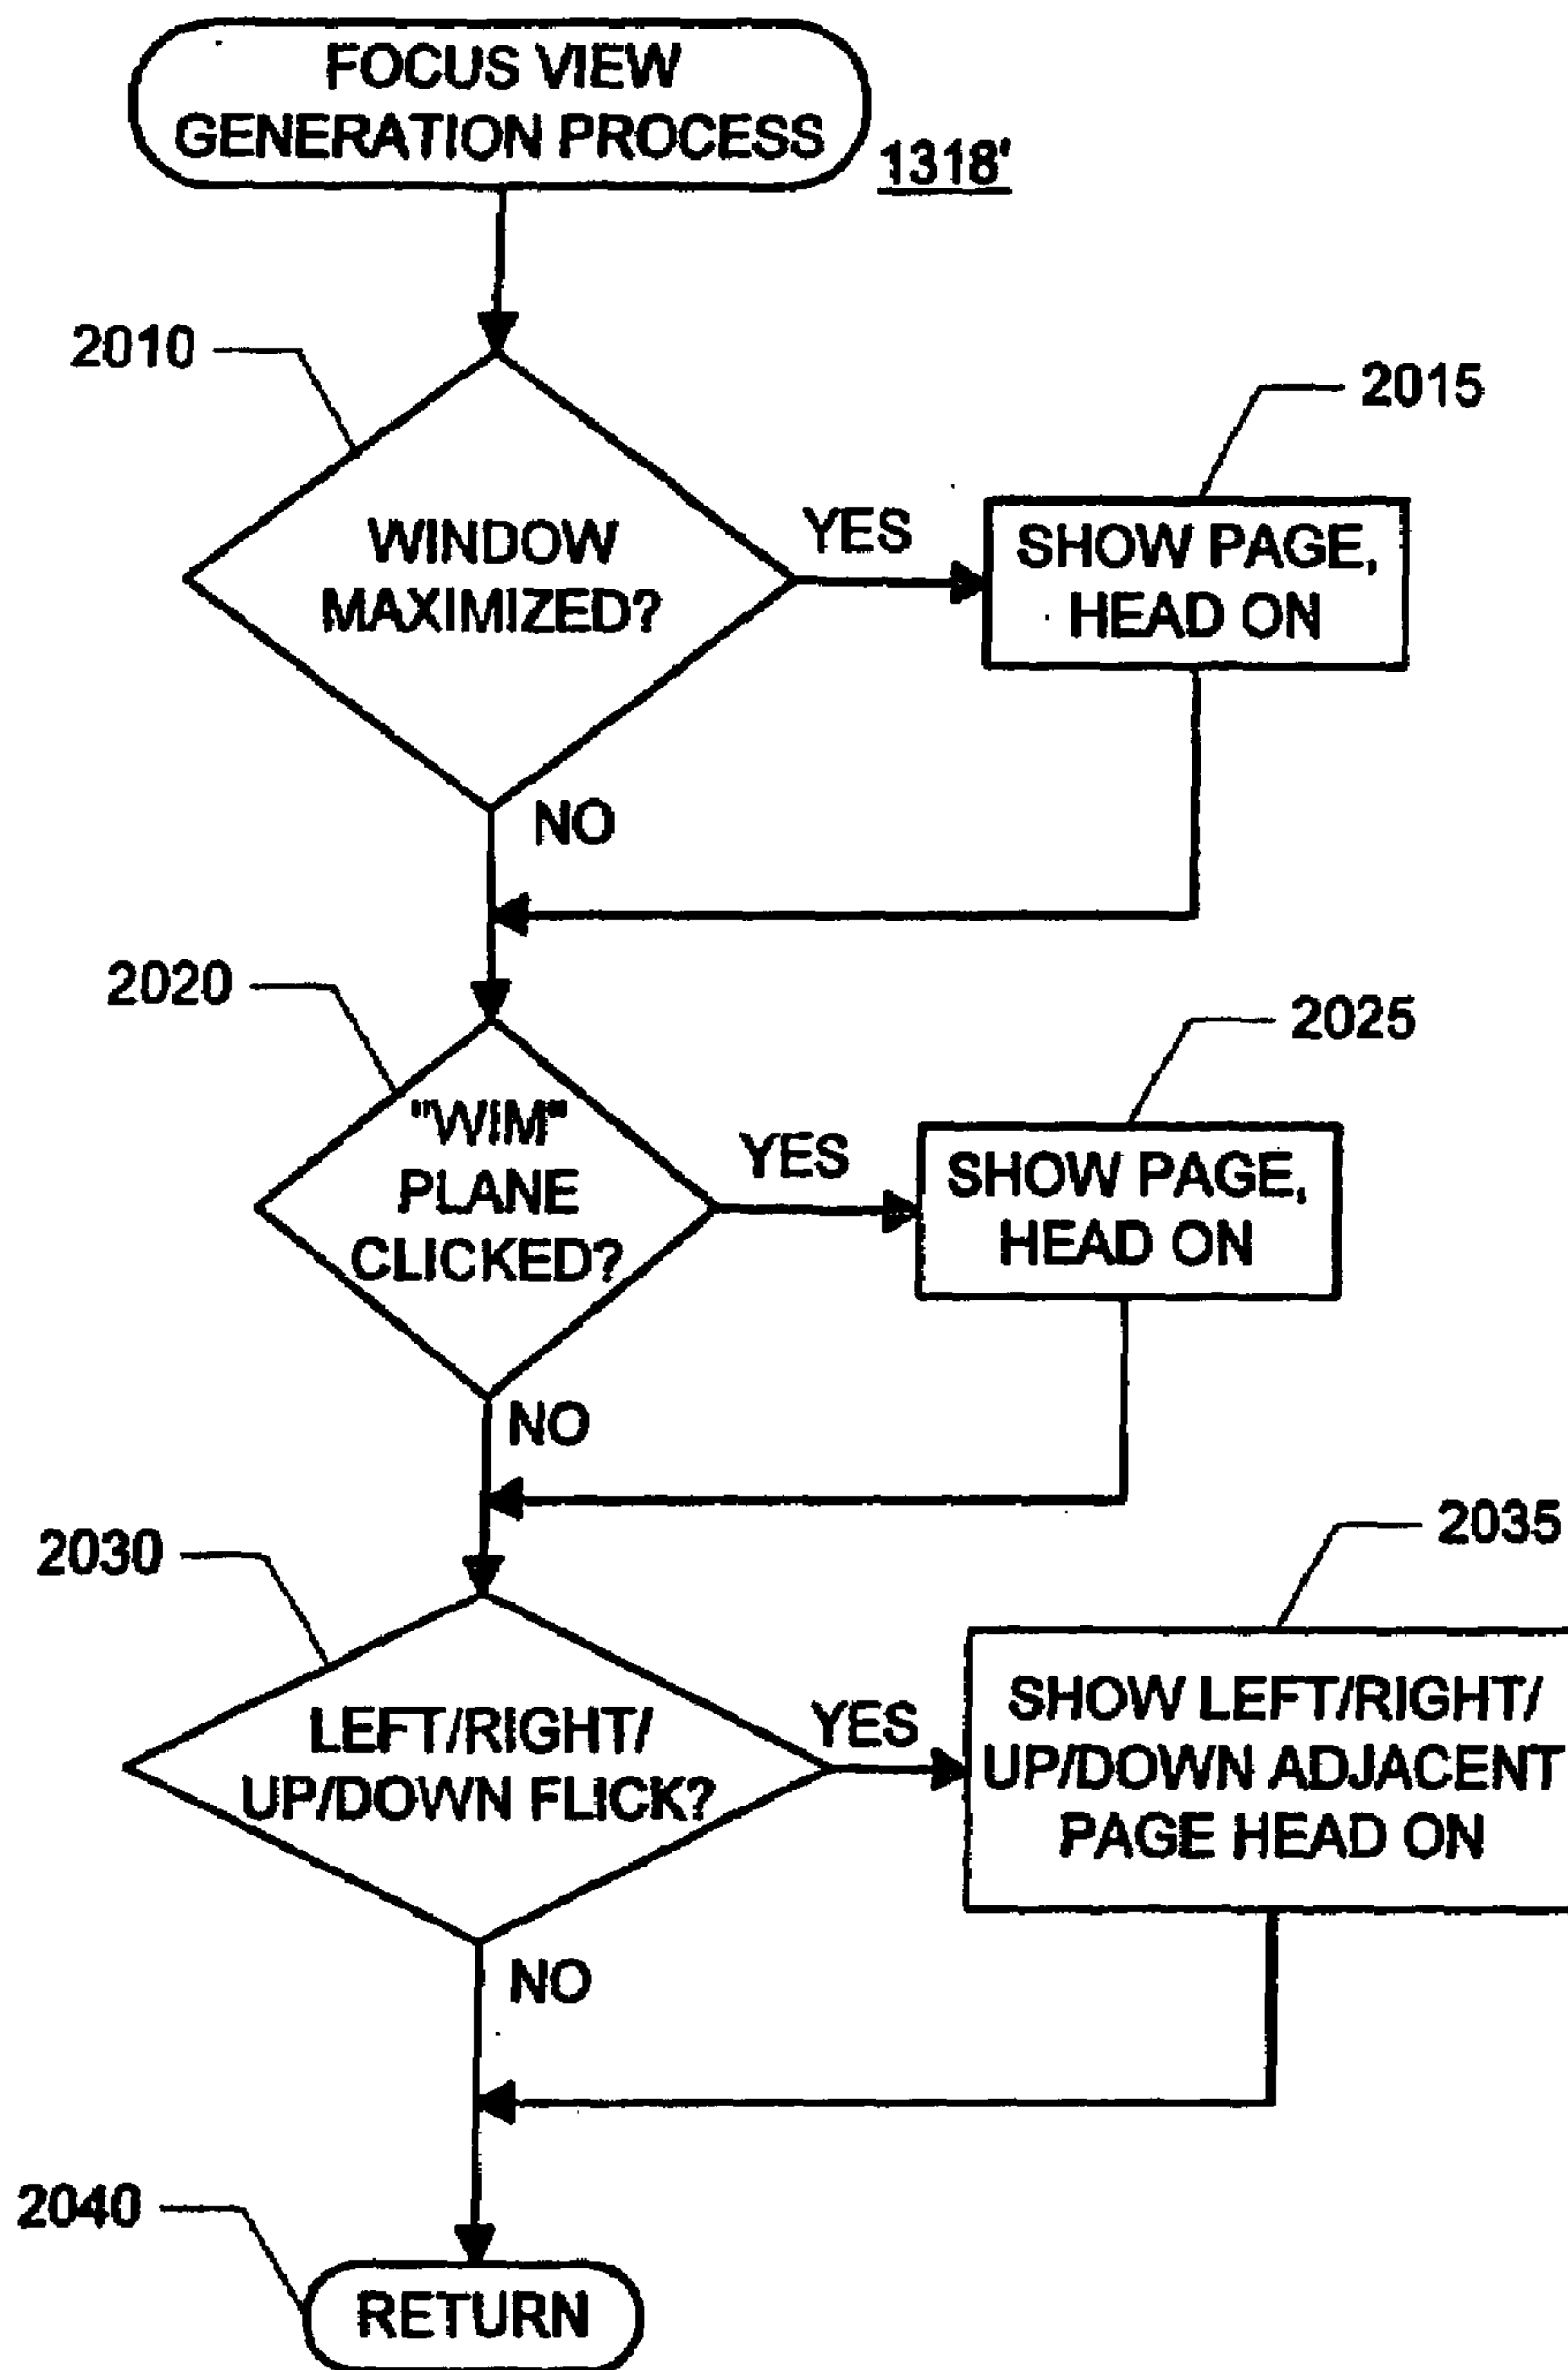 FOCUS VIEW
GENERATION PROCESS
1318'
2010
WINDOW
MAXIMIZED?
YES
2015
SHOW PAGE,
HEAD ON
NO
2020
"WIM"
PLANE
CLICKED?
YES
2025
SHOW PAGE,
HEAD ON
NO
2030
LEFT/RIGHT/
UP/DOWN FLICK?
YES
2035
SHOW LEFT/RIGHT/
UP/DOWN ADJACENT
PAGE HEAD ON
NO
2040
RETURN